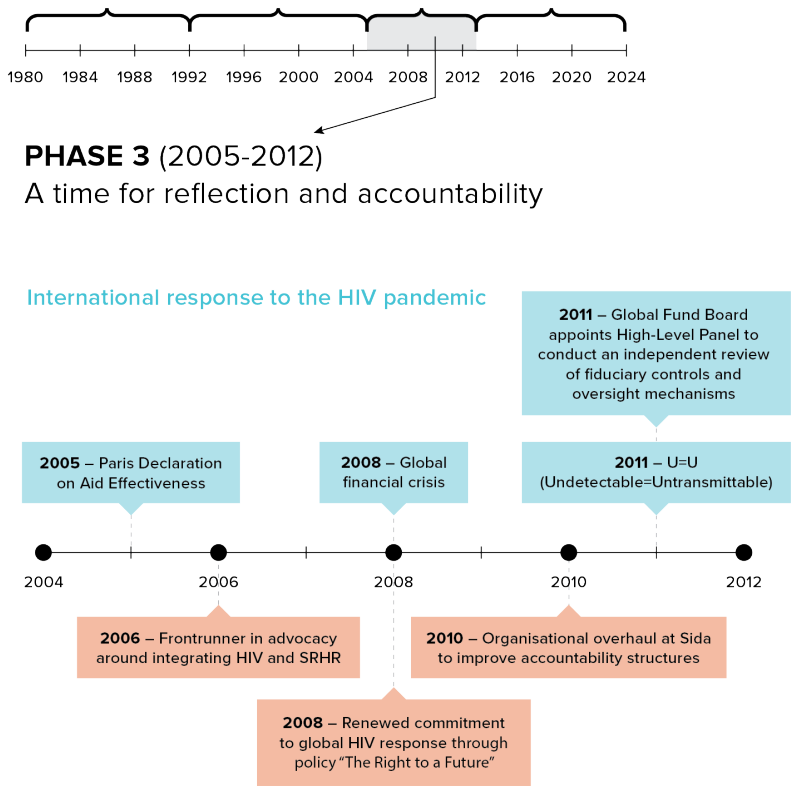 1980 1984 1988 1992 1996 2000 2004 2008 2012 2016 2020 2024
PHASE 3 (2005-2012)
A time for reflection and accountability
International response to the HIV pandemic
2011 – Global Fund Board
appoints High-Level Panel to
conduct an independent review
of fiduciary controls and
oversight mechanisms
2005 – Paris Declaration
on Aid Effectiveness
2008 – Global
financial crisis
2011 – U=U
(Undetectable=Untransmittable)
2004 2006 2008 2010 2012
2006 – Frontrunner in advocacy
around integrating HIV and SRHR
2010 – Organisational overhaul at Sida
to improve accountability structures
2008 – Renewed commitment
to global HIV response through
policy “The Right to a Future”